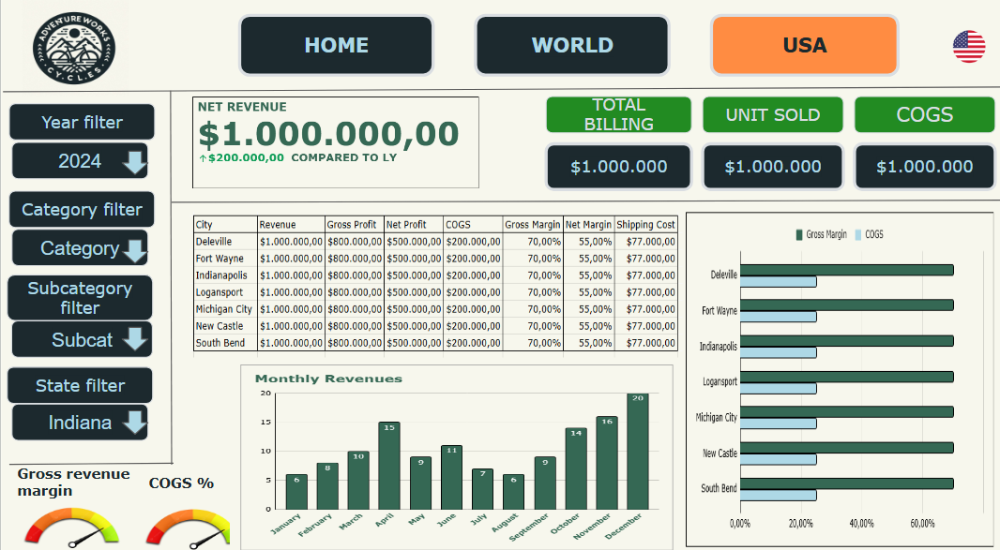 ADVENTURE WORKS
CYCLES
HOME
WORLD
USA
Year filter
2024
Category filter
Category
Subcategory
filter
Subcat
State filter
Indiana
Gross revenue
margin
COGS %
NET REVENUE
$1.000.000,00
↑$200.000,00 COMPARED TO LY
TOTAL
BILLING
UNIT SOLD
COGS
$1.000.000
$1.000.000
$1.000.000
City Revenue Gross Profit Net Profit COGS Gross Margin Net Margin Shipping Cost
Deleville $1.000.000,00 $800.000,00 $500.000,00 $200.000,00 70,00% 55,00% $77.000,00
Fort Wayne $1.000.000,00 $800.000,00 $500.000,00 $200.000,00 70,00% 55,00% $77.000,00
Indianapolis $1.000.000,00 $800.000,00 $500.000,00 $200.000,00 70,00% 55,00% $77.000,00
Logansport $1.000.000,00 $800.000,00 $500.000,00 $200.000,00 70,00% 55,00% $77.000,00
Michigan City $1.000.000,00 $800.000,00 $500.000,00 $200.000,00 70,00% 55,00% $77.000,00
New Castle $1.000.000,00 $800.000,00 $500.000,00 $200.000,00 70,00% 55,00% $77.000,00
South Bend $1.000.000,00 $800.000,00 $500.000,00 $200.000,00 70,00% 55,00% $77.000,00
Monthly Revenues
20
15
10
5
0
6
8
10
15
9
11
7
6
9
14
16
20
January
February
March
April
May
June
July
August
September
October
November
December
Gross Margin COGS
Deleville
Fort Wayne
Indianapolis
Logansport
Michigan City
New Castle
South Bend
0,00% 20,00% 40,00% 60,00%